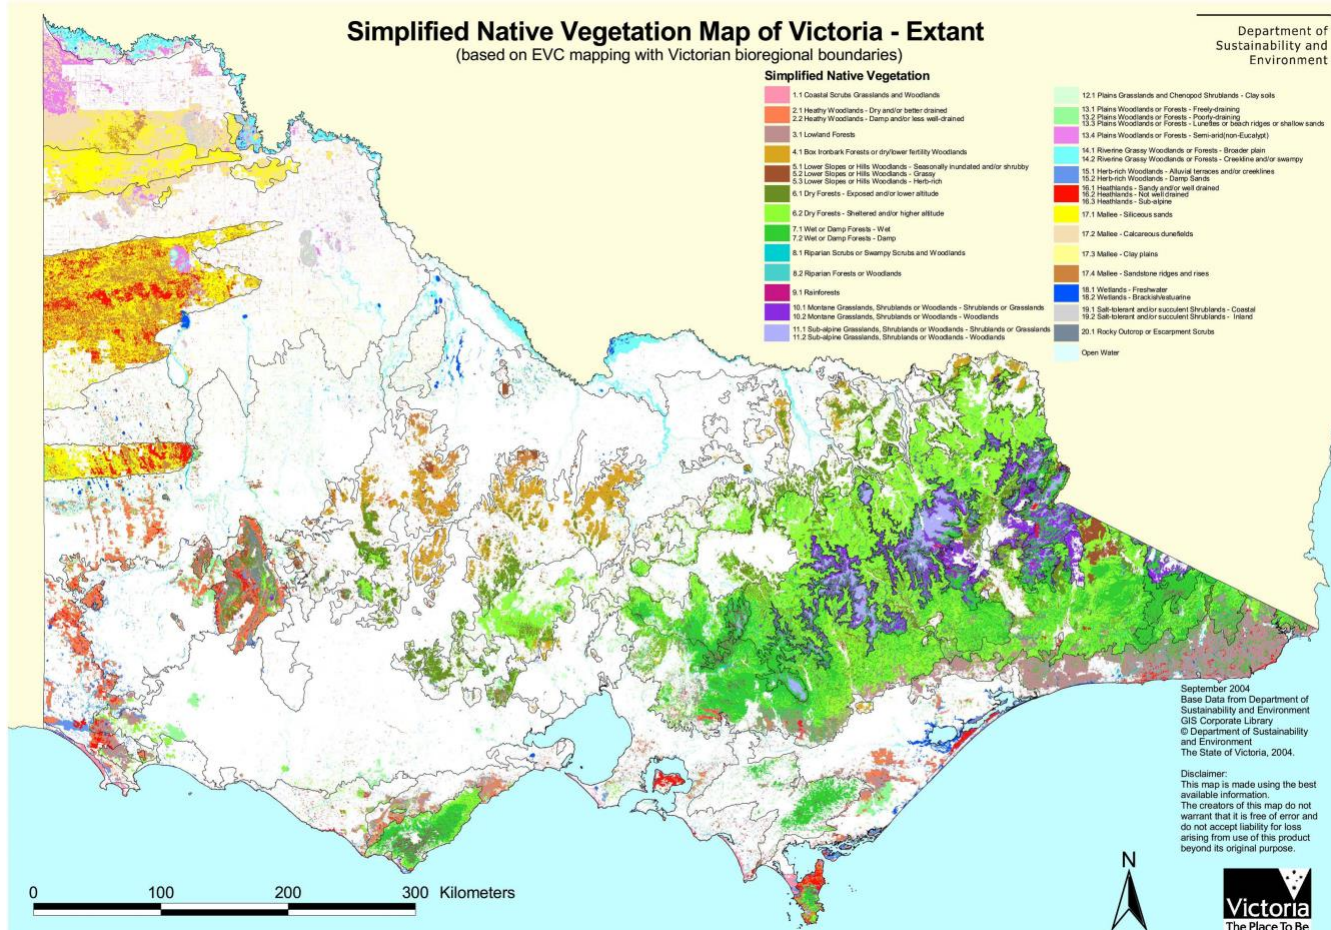 Simplified Native Vegetation Map of Victoria - Extant
(based on EVC mapping with Victorian bioregional boundaries)
Department of
Sustainability and
Environment
Simplified Native Vegetation
1.1 Coastal Scrubs Grasslands and Woodlands
2.1 Heathy Woodlands - Dry and/or better drained
2.2 Heathy Woodlands - Damp and/or less well-drained
3.1 Lowland Forests
4.1 Box Ironbark Forests or dry/lower fertility Woodlands
5.1 Lower Slopes or Hills Woodlands - Seasonally inundated and/or shrubby
5.2 Lower Slopes or Hills Woodlands - Grassy
5.3 Lower Slopes or Hills Woodlands - Herb-rich
6.1 Dry Forests - Exposed and/or lower altitude
6.2 Dry Forests - Sheltered and/or higher altitude
7.1 Wet or Damp Forests - Wet
7.2 Wet or Damp Forests - Damp
8.1 Riparian Scrubs or Swampy Scrubs and Woodlands
8.2 Riparian Forests or Woodlands
9.1 Rainforests
10.1 Montane Grasslands, Shrublands or Woodlands - Shrublands or Grasslands
10.2 Montane Grasslands, Shrublands or Woodlands - Woodlands
11.1 Sub-alpine Grasslands, Shrublands or Woodlands - Shrublands or Grasslands
11.2 Sub-alpine Grasslands, Shrublands or Woodlands - Woodlands
12.1 Plains Grasslands and Chenopod Shrublands - Clay soils
13.1 Plains Woodlands or Forests - Freely-draining
13.2 Plains Woodlands or Forests - Poorly-draining
13.3 Plains Woodlands or Forests - Lunettes or beach ridges or shallow sands
13.4 Plains Woodlands or Forests - Semi-arid(non-Eucalypt)
14.1 Riverine Grassy Woodlands or Forests - Broader plain
14.2 Riverine Grassy Woodlands or Forests - Creekline and/or swampy
15.1 Herb-rich Woodlands - Alluvial terraces and/or creeklines
15.2 Herb-rich Woodlands - Damp Sands
16.1 Heathlands - Sandy and/or well drained
16.2 Heathlands - Not well drained
16.3 Heathlands - Sub-alpine
17.1 Mallee - Siliceous sands
17.2 Mallee - Calcareous dunefields
17.3 Mallee - Clay plains
17.4 Mallee - Sandstone ridges and rises
18.1 Wetlands - Freshwater
18.2 Wetlands - Brackish/estuarine
19.1 Salt-tolerant and/or succulent Shrublands - Coastal
19.2 Salt-tolerant and/or succulent Shrublands - Inland
20.1 Rocky Outcrop or Escarpment Scrubs
Open Water
September 2004
Base Data from Department of
Sustainability and Environment
GIS Corporate Library
© Department of Sustainability
and Environment
The State of Victoria, 2004.
Disclaimer:
This map is made using the best
available information.
The creators of this map do not
warrant that it is free of error and
do not accept liability for loss
arising from use of this product
beyond its original purpose.
0 100 200 300 Kilometers
N
Victoria
The Place To Be